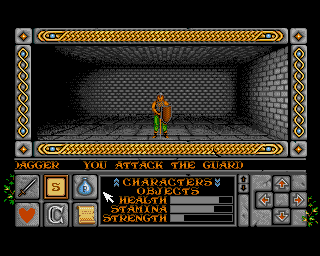 DAGGER YOU ATTACK THE GUARD
S
CHARACTERS
OBJECTS
HEALTH
STAMINA
STRENGTH